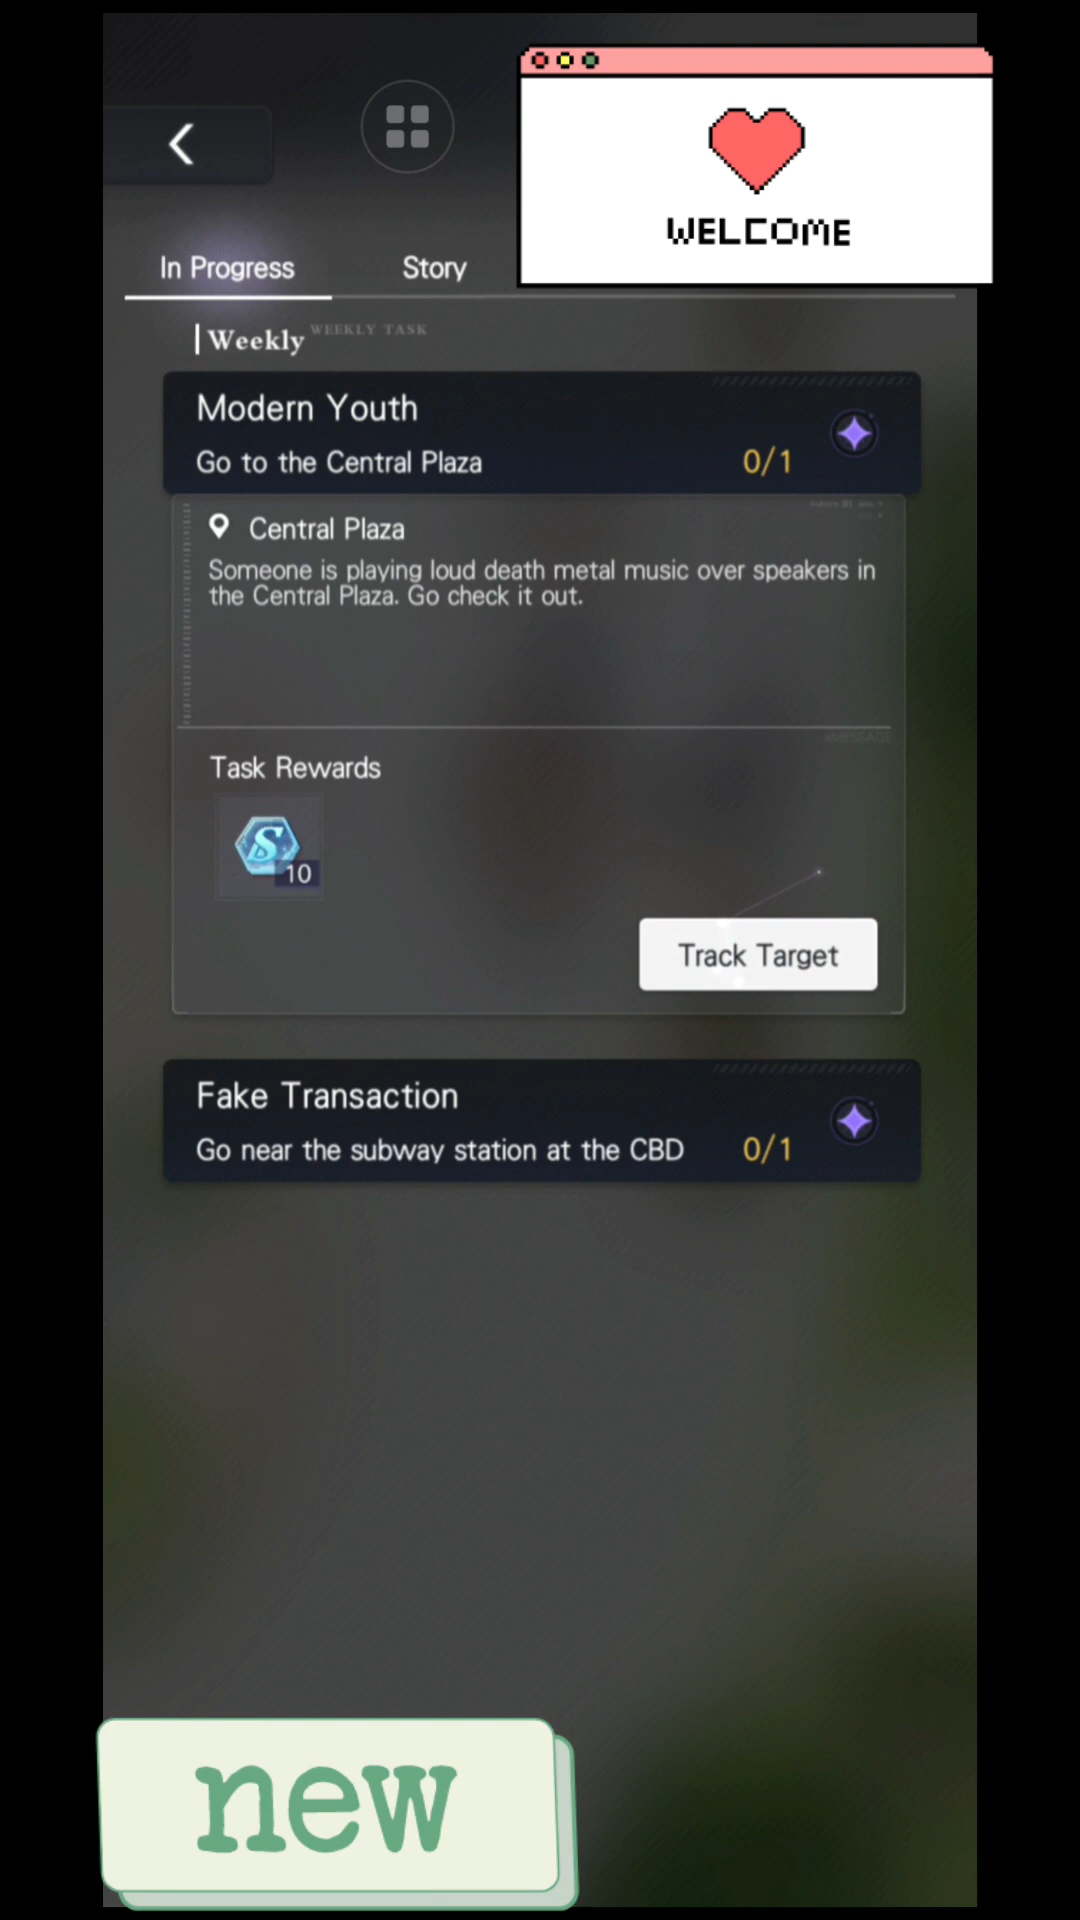 WELCOME
In Progress
Story
Weekly
WEEKLY TASK
Modern Youth
Go to the Central Plaza
0/1
Central Plaza
Someone is playing loud death metal music over speakers in
the Central Plaza. Go check it out.
Task Rewards
S
10
Track Target
Fake Transaction
Go near the subway station at the CBD
0/1
new